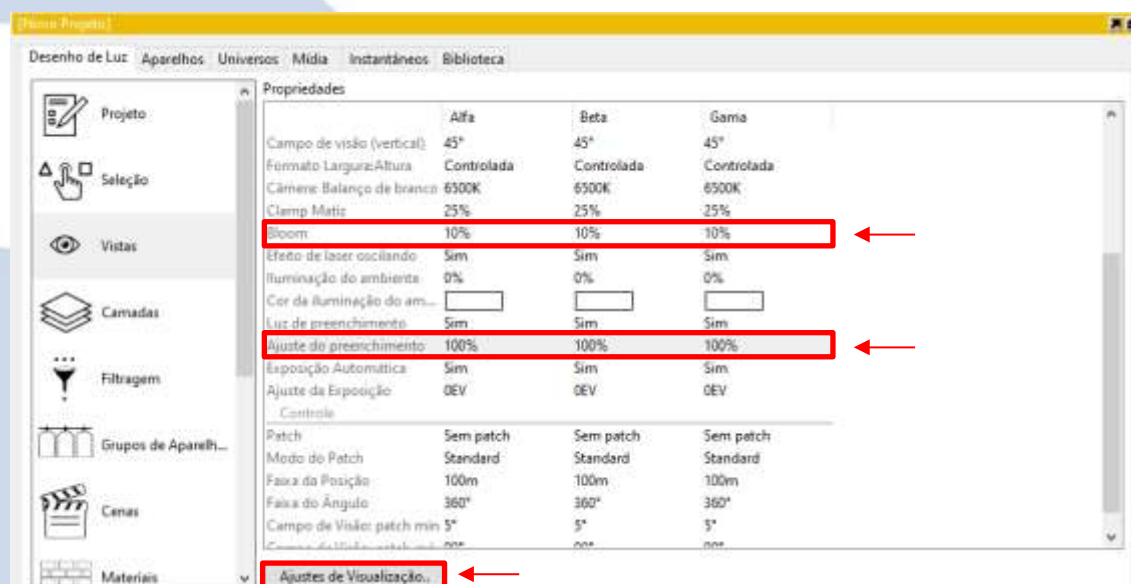 [Novo Projeto]
Desenho de Luz Aparelhos Universos Mídia Instantâneos Biblioteca
Projeto
Seleção
Vistas
Camadas
Filtragem
Grupos de Aparelh...
Cenas
Materiais
Propriedades
Alfa Beta Gama
Campo de visão (vertical) 45° 45° 45°
Formato Largura:Altura Controlada Controlada Controlada
Câmera: Balanço de branco 6500K 6500K 6500K
Clamp Matiz 25% 25% 25%
Bloom 10% 10% 10%
Efeito de laser oscilando Sim Sim Sim
Iluminação do ambiente 0% 0% 0%
Cor da iluminação do am...
Luz de preenchimento Sim Sim Sim
Ajuste do preenchimento 100% 100% 100%
Exposição Automática Sim Sim Sim
Ajuste da Exposição 0EV 0EV 0EV
Controle
Patch Sem patch Sem patch Sem patch
Modo do Patch Standard Standard Standard
Faixa da Posição 100m 100m 100m
Faixa do Ângulo 360° 360° 360°
Campo de Visão: patch mín 5° 5° 5°
Ajustes de Visualização..